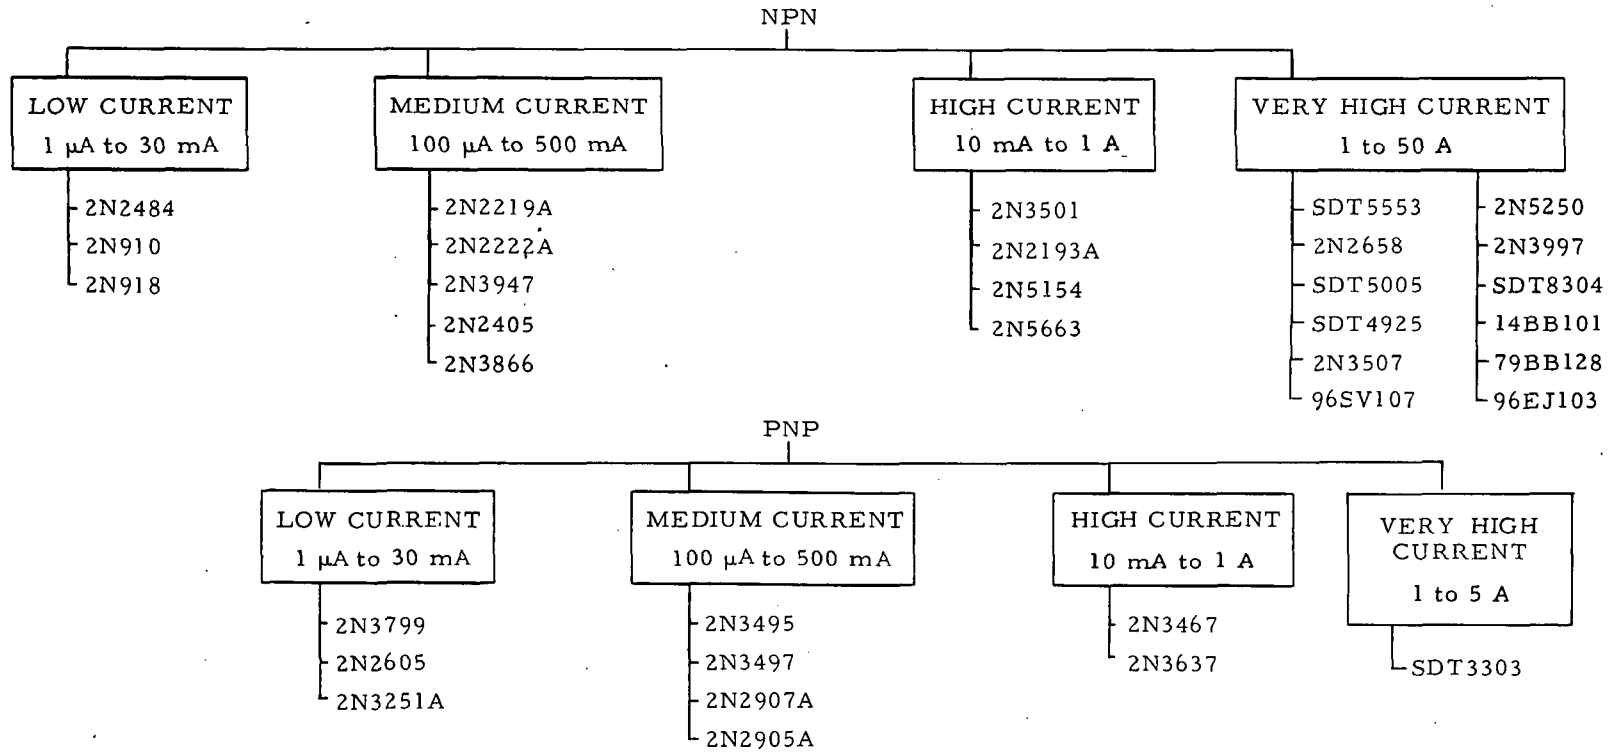 NPN
LOW CURRENT
1 μA to 30 mA
2N2484
2N910
2N918
MEDIUM CURRENT
100 μA to 500 mA
2N2219A
2N2222A
2N3947
2N2405
2N3866
HIGH CURRENT
10 mA to 1 A
2N3501
2N2193A
2N5154
2N5663
VERY HIGH CURRENT
1 to 50 A
SDT5553
2N2658
SDT5005
SDT4925
2N3507
96SV107
2N5250
2N3997
SDT8304
14BB101
79BB128
96EJ103
PNP
LOW CURRENT
1 μA to 30 mA
2N3799
2N2605
2N3251A
MEDIUM CURRENT
100 μA to 500 mA
2N3495
2N3497
2N2907A
2N2905A
HIGH CURRENT
10 mA to 1 A
2N3467
2N3637
VERY HIGH
CURRENT
1 to 5 A
SDT3303